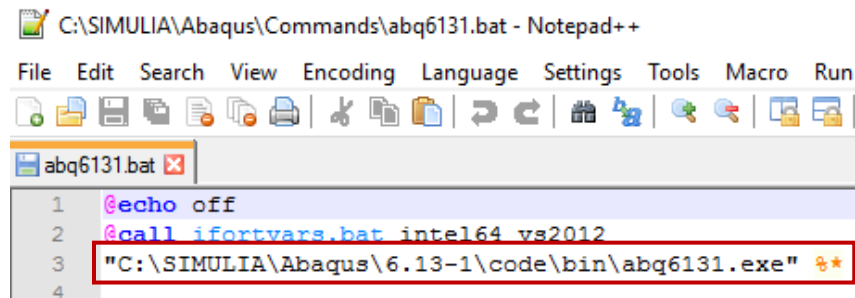 C:\SIMULIA\Abaqus\Commands\abq6131.bat - Notepad++
File Edit Search View Encoding Language Settings Tools Macro Run
abq6131.bat
1 @echo off
2 @call ifortvars.bat intel64 vs2012
3 "C:\SIMULIA\Abaqus\6.13-1\code\bin\abq6131.exe" %*
4